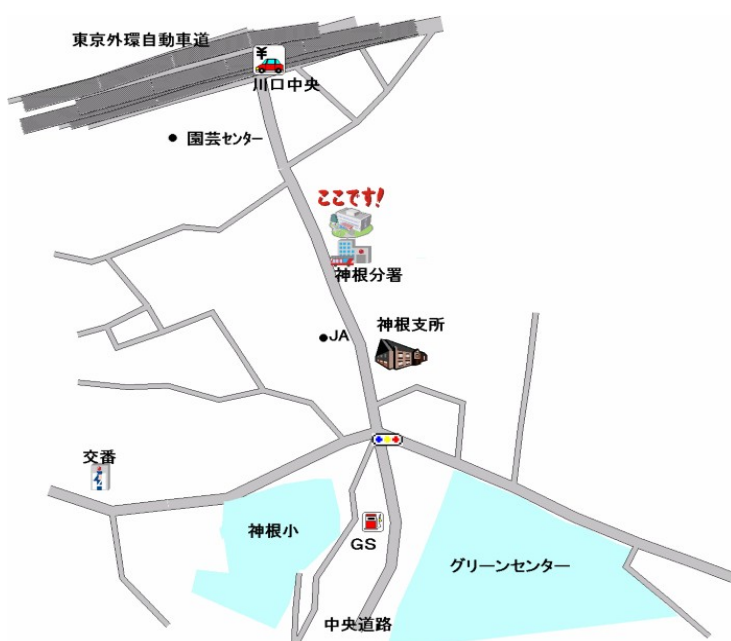 東京外環自動車道
¥
川口中央
園芸センター
ここです!
神根分署
JA
神根支所
交番
神根小
GS
グリーンセンター
中央道路